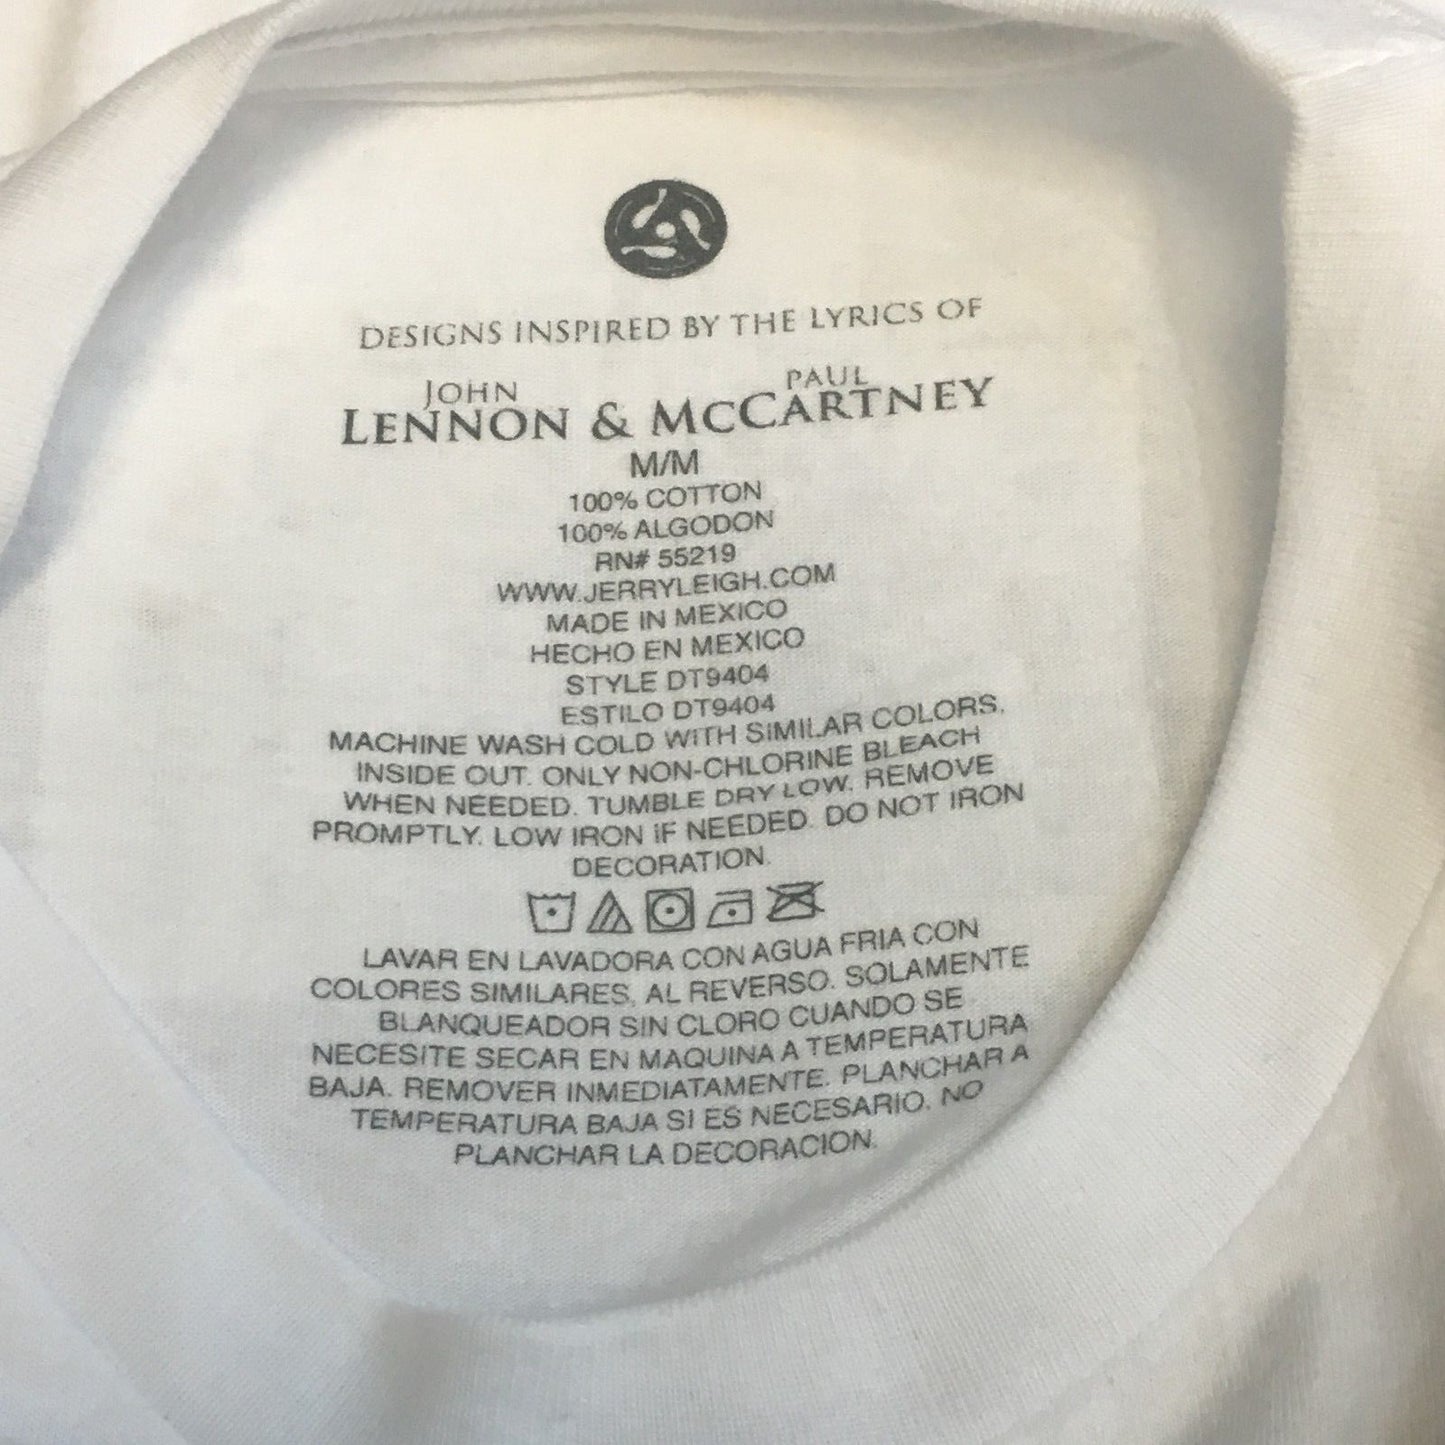 DESIGNS INSPIRED BY THE LYRICS OF
JOHN PAUL
LENNON & MCCARTNEY
M/M
100% COTTON
100% ALGODON
RN# 55219
WWW.JERRYLEIGH.COM
MADE IN MEXICO
HECHO EN MEXICO
STYLE DT9404
ESTILO DT9404
MACHINE WASH COLD WITH SIMILAR COLORS,
INSIDE OUT. ONLY NON-CHLORINE BLEACH
WHEN NEEDED. TUMBLE DRY LOW. REMOVE
PROMPTLY. LOW IRON IF NEEDED. DO NOT IRON
DECORATION.
LAVAR EN LAVADORA CON AGUA FRIA CON
COLORES SIMILARES, AL REVERSO. SOLAMENTE
BLANQUEADOR SIN CLORO CUANDO SE
NECESITE SECAR EN MAQUINA A TEMPERATURA
BAJA. REMOVER INMEDIATAMENTE. PLANCHAR A
TEMPERATURA BAJA SI ES NECESARIO. NO
PLANCHAR LA DECORACION.